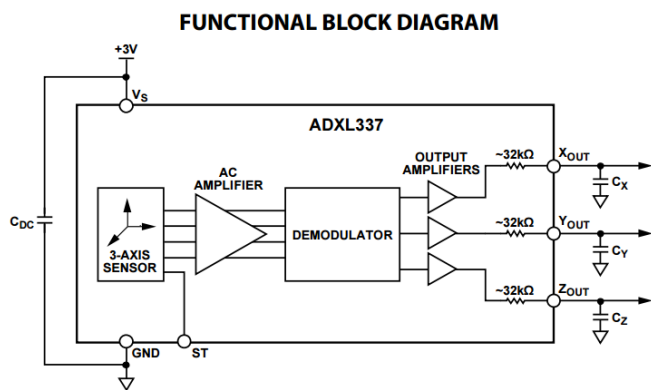 FUNCTIONAL BLOCK DIAGRAM
+3V
VS
ADXL337
AC
AMPLIFIER
OUTPUT
AMPLIFIERS
~32kΩ
XOUT
CX
CDC
3-AXIS
SENSOR
DEMODULATOR
~32kΩ
YOUT
CY
~32kΩ
ZOUT
CZ
GND
ST